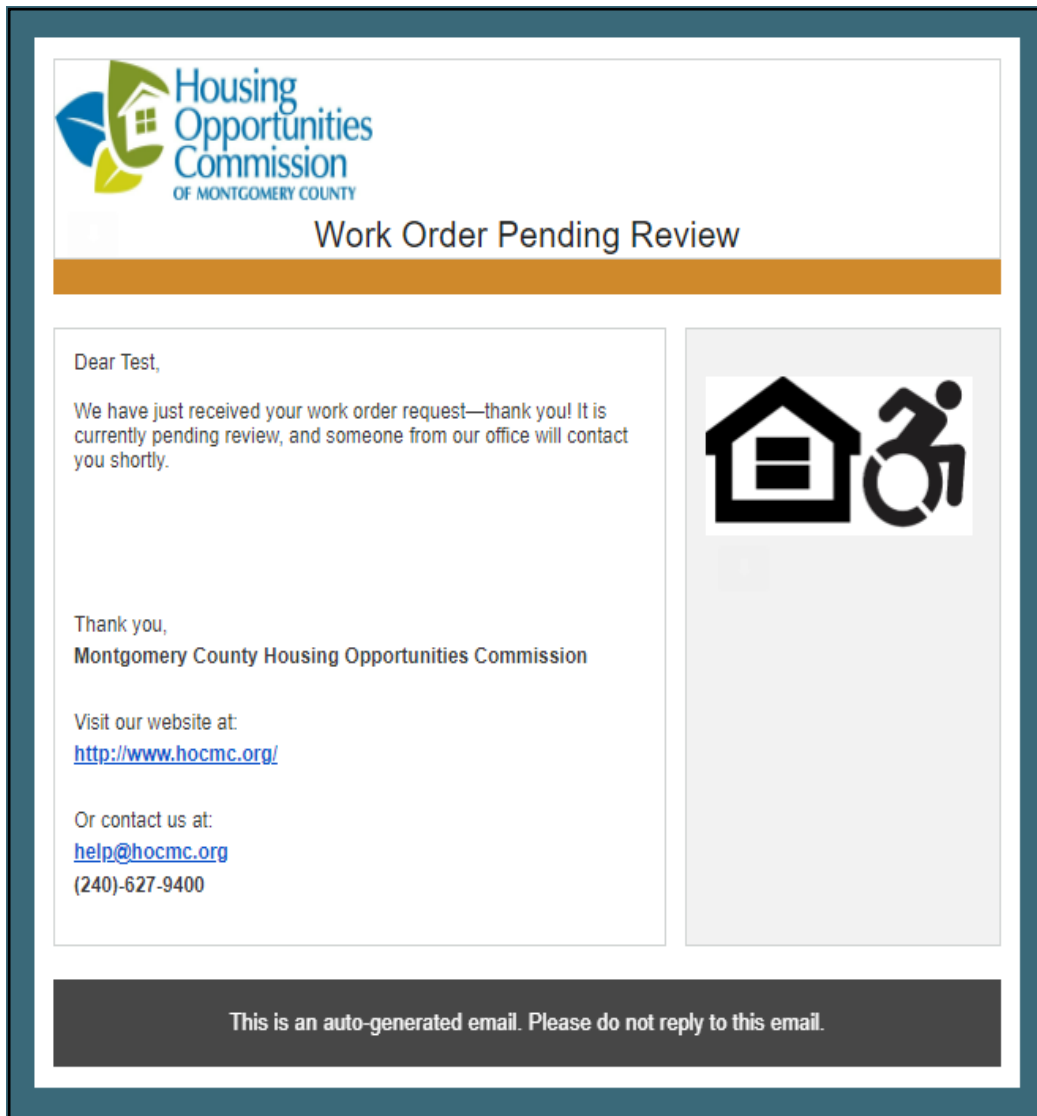 Housing
Opportunities
Commission
OF MONTGOMERY COUNTY
Work Order Pending Review
Dear Test,
We have just received your work order request—thank you! It is
currently pending review, and someone from our office will contact
you shortly.
Thank you,
Montgomery County Housing Opportunities Commission
Visit our website at:
http://www.hocmc.org/
Or contact us at:
help@hocmc.org
(240)-627-9400
This is an auto-generated email. Please do not reply to this email.